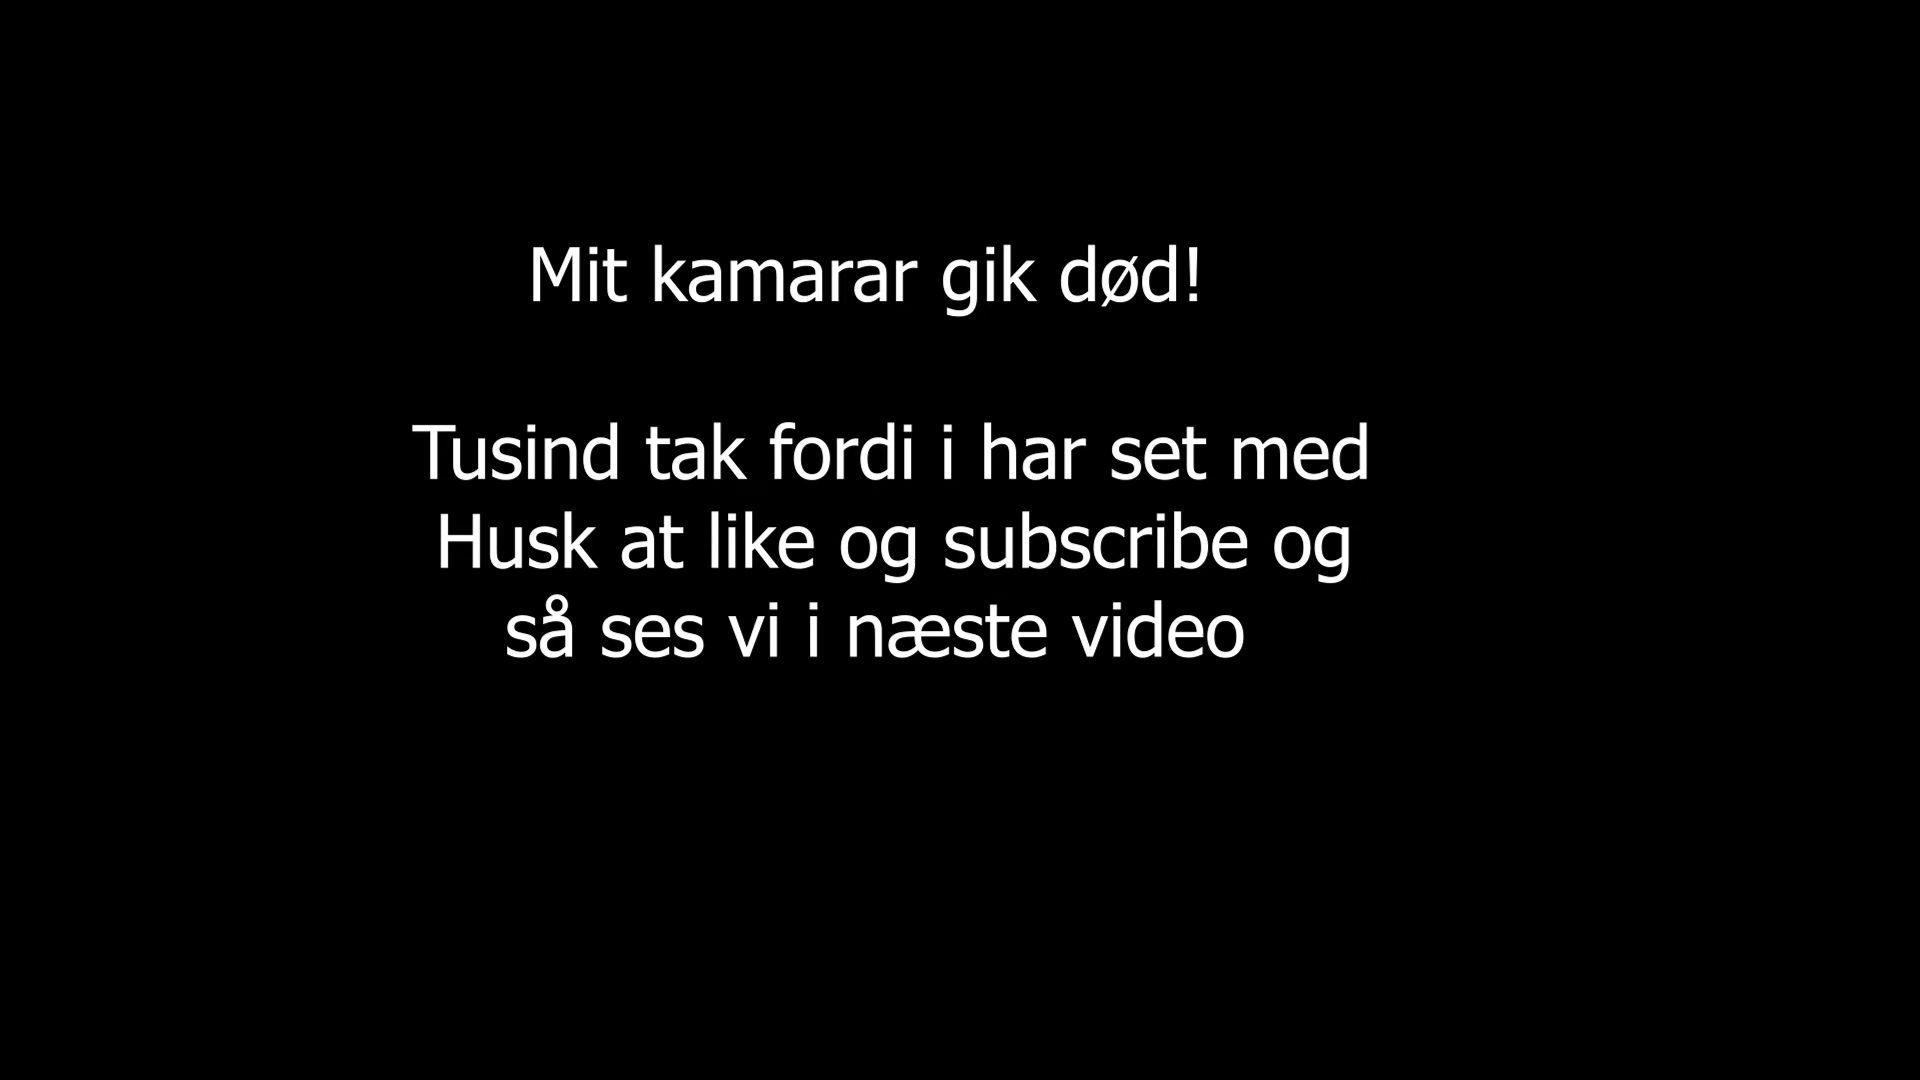 Mit kamarar gik død!
Tusind tak fordi i har set med
Husk at like og subscribe og
så ses vi i næste video